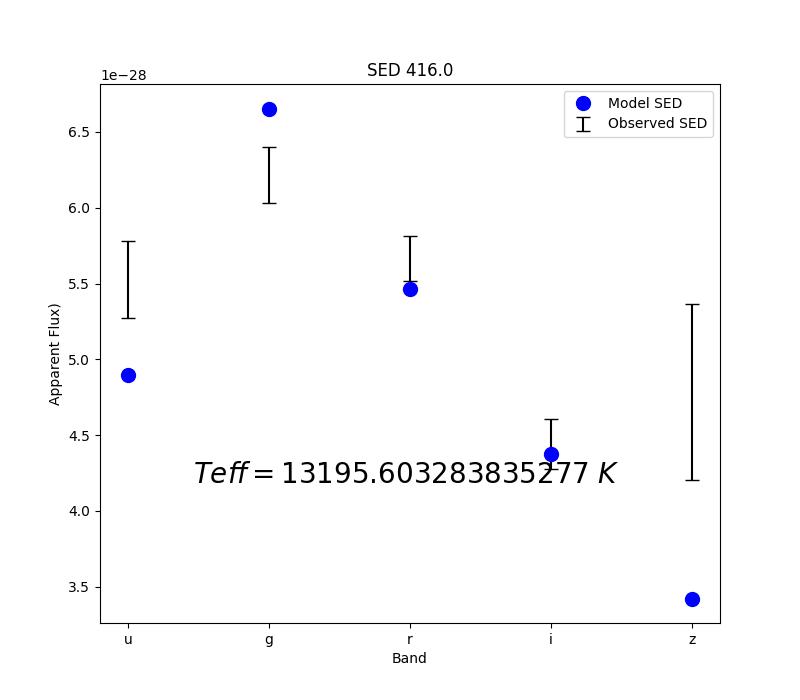 SED 416.0
1e−28
Model SED
Observed SED
6.5
6.0
5.5
5.0
4.5
4.0
3.5
Apparent Flux)
Teff = 13195.603283835277 K
u g r i z
Band